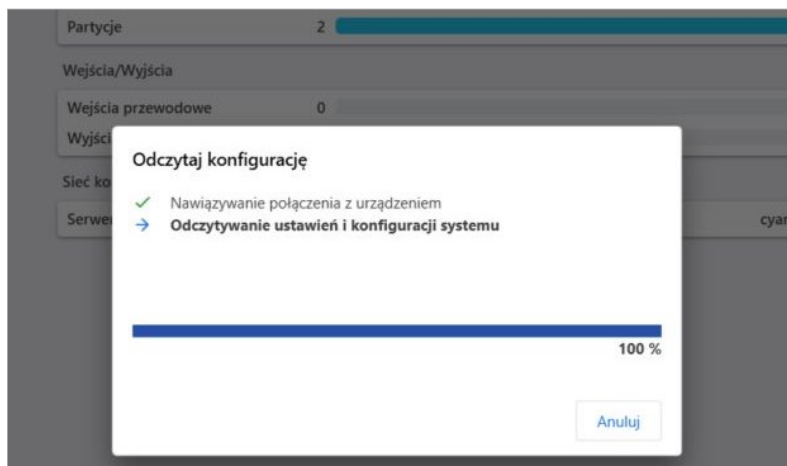 Partycje 2
Wejścia/Wyjścia
Wejścia przewodowe 0
Odczytaj konfigurację
Nawiązywanie połączenia z urządzeniem
Odczytywanie ustawień i konfiguracji systemu
100 %
Anuluj